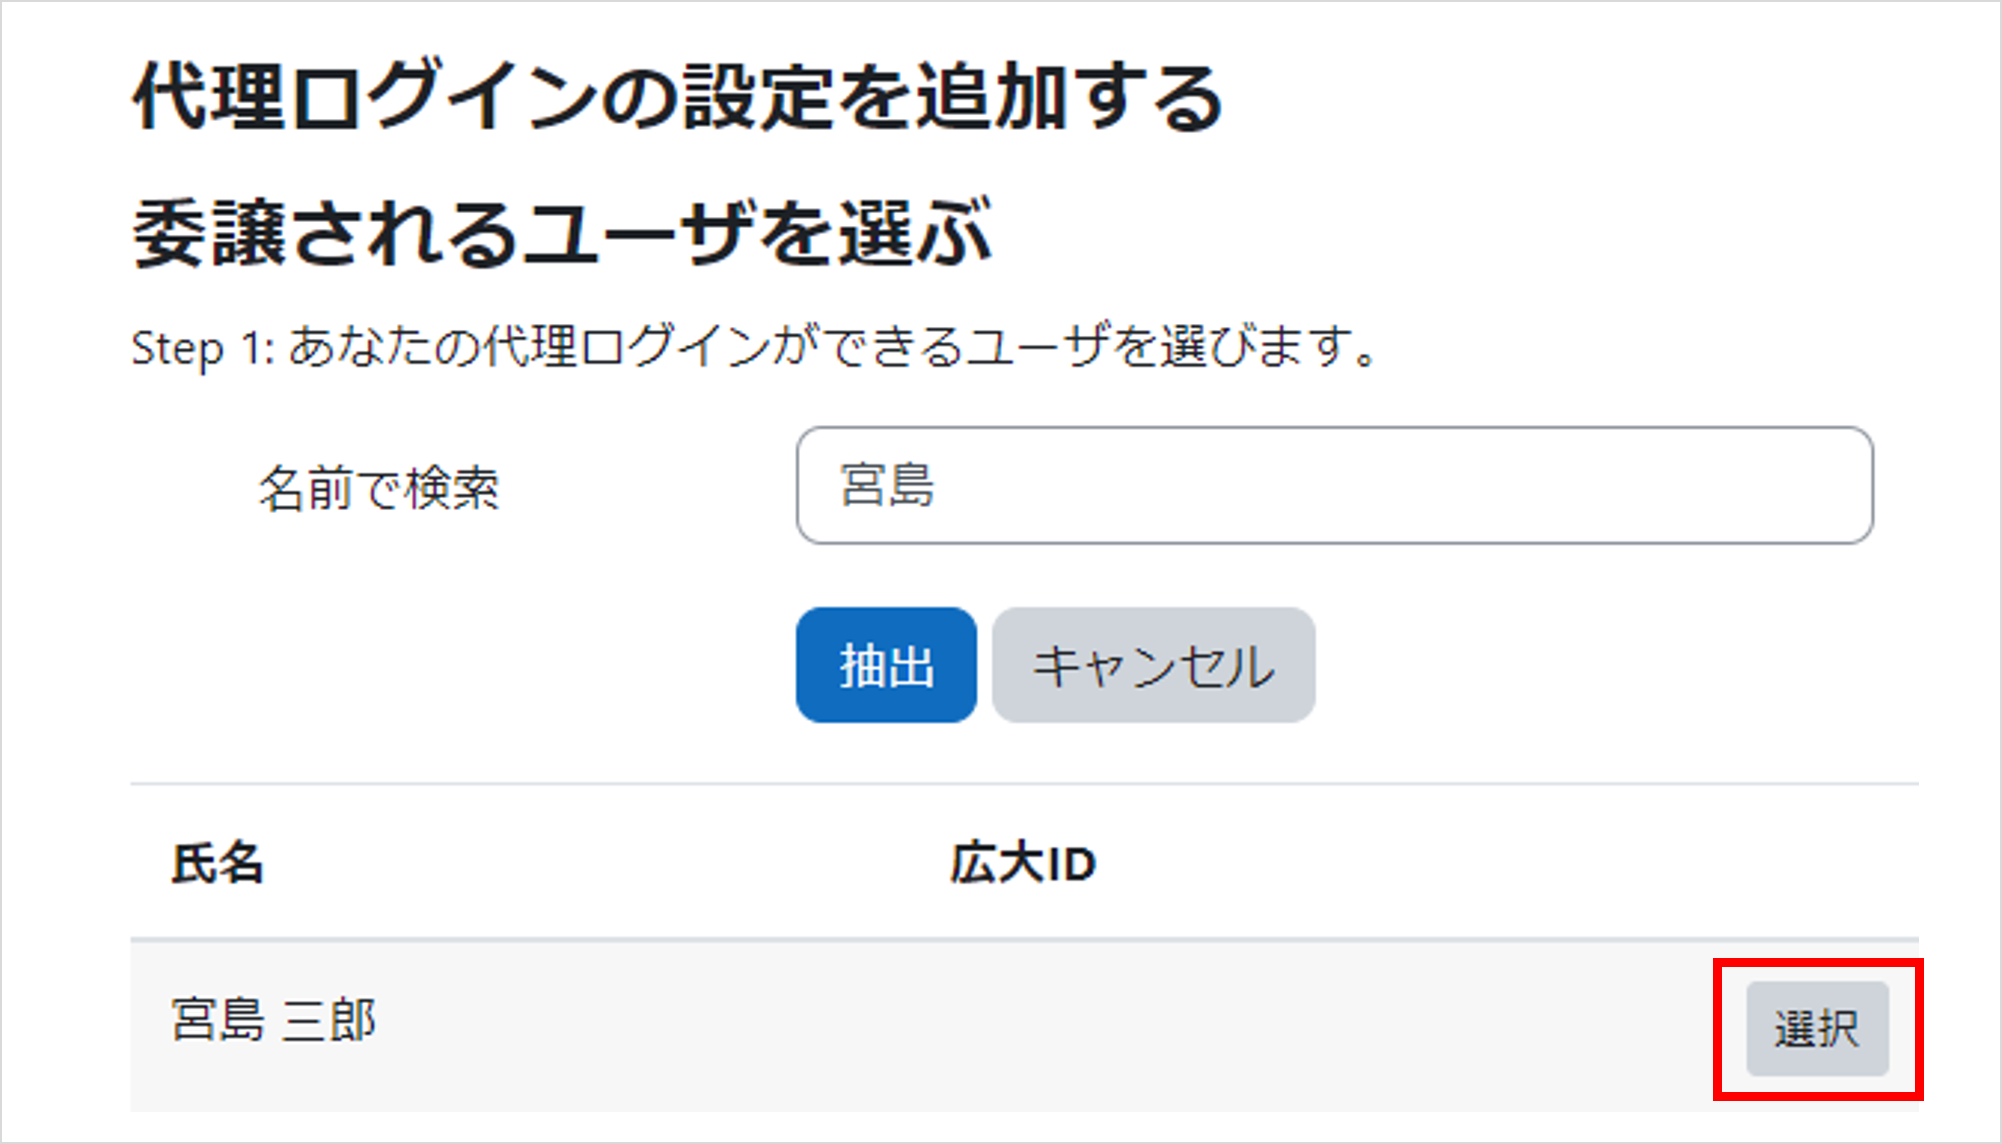 代理ログインの設定を追加する
委譲されるユーザを選ぶ
Step 1: あなたの代理ログインができるユーザを選びます。
名前で検索 宮島
抽出 キャンセル
氏名 広大ID
宮島 三郎 選択